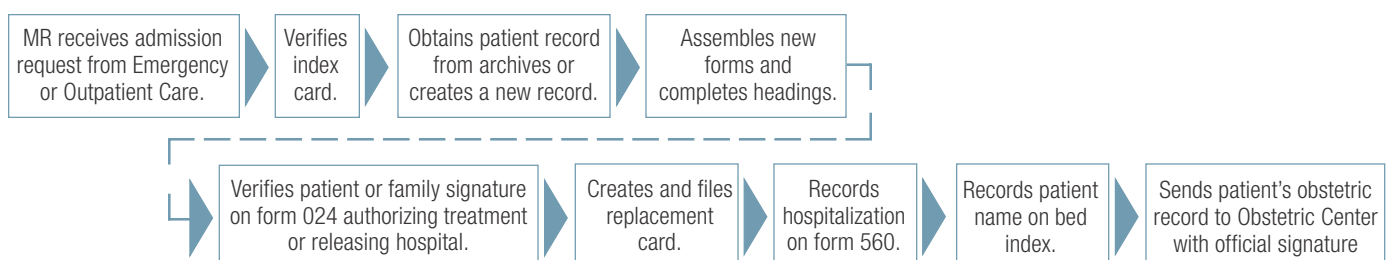 MR receives admission
request from Emergency
or Outpatient Care.
Verifies
index
card.
Obtains patient record
from archives or
creates a new record.
Assembles new
forms and
completes headings.
Verifies patient or family signature
on form 024 authorizing treatment
or releasing hospital.
Creates and files
replacement
card.
Records
hospitalization
on form 560.
Records patient
name on bed
index.
Sends patient's obstetric
record to Obstetric Center
with official signature